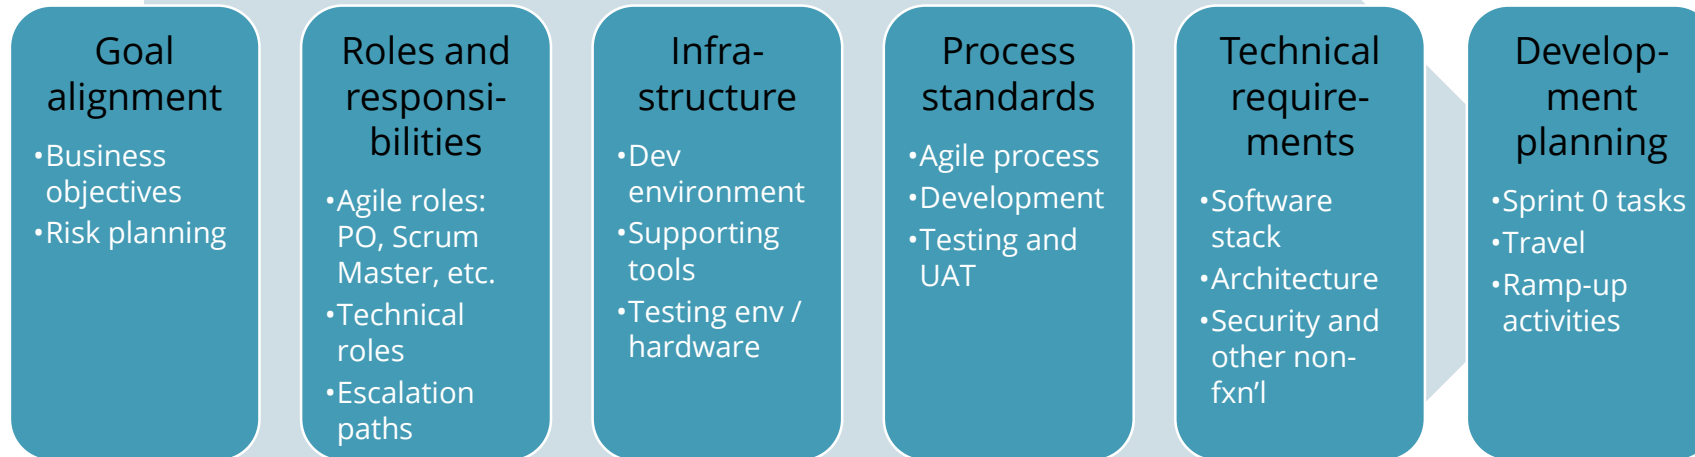 Goal
alignment
•Business
objectives
•Risk planning
Roles and
responsi-
bilities
•Agile roles:
PO, Scrum
Master, etc.
•Technical
roles
•Escalation
paths
Infra-
structure
•Dev
environment
•Supporting
tools
•Testing env /
hardware
Process
standards
•Agile process
•Development
•Testing and
UAT
Technical
require-
ments
•Software
stack
•Architecture
•Security and
other non-
fxn’l
Develop-
ment
planning
•Sprint 0 tasks
•Travel
•Ramp-up
activities